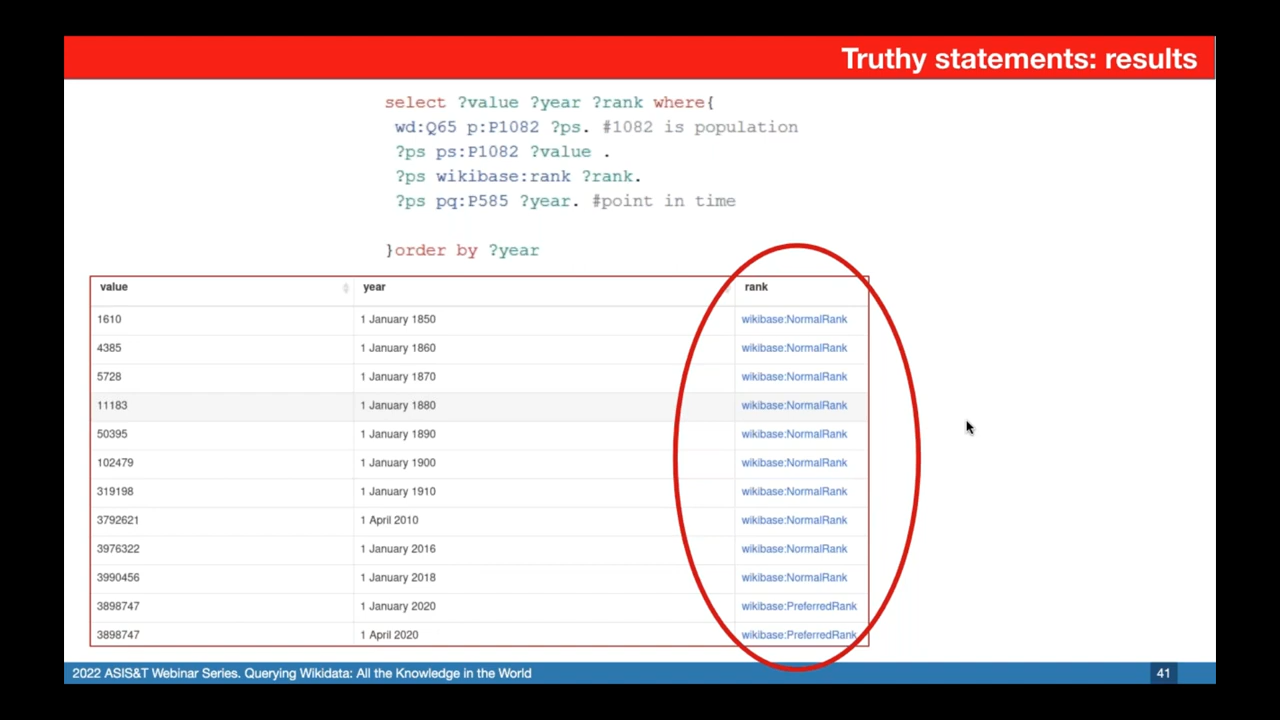 Truthy statements: results
select ?value ?year ?rank where{
wd:Q65 p:P1082 ?ps. #1082 is population
?ps ps:P1082 ?value .
?ps wikibase:rank ?rank.
?ps pq:P585 ?year. #point in time
}order by ?year
value year rank
1610 1 January 1850 wikibase:NormalRank
4385 1 January 1860 wikibase:NormalRank
5728 1 January 1870 wikibase:NormalRank
11183 1 January 1880 wikibase:NormalRank
50395 1 January 1890 wikibase:NormalRank
102479 1 January 1900 wikibase:NormalRank
319198 1 January 1910 wikibase:NormalRank
3792621 1 April 2010 wikibase:NormalRank
3976322 1 January 2016 wikibase:NormalRank
3990456 1 January 2018 wikibase:NormalRank
3898747 1 January 2020 wikibase:PreferredRank
3898747 1 April 2020 wikibase:PreferredRank
2022 ASIS&T Webinar Series. Querying Wikidata: All the Knowledge in the World 41